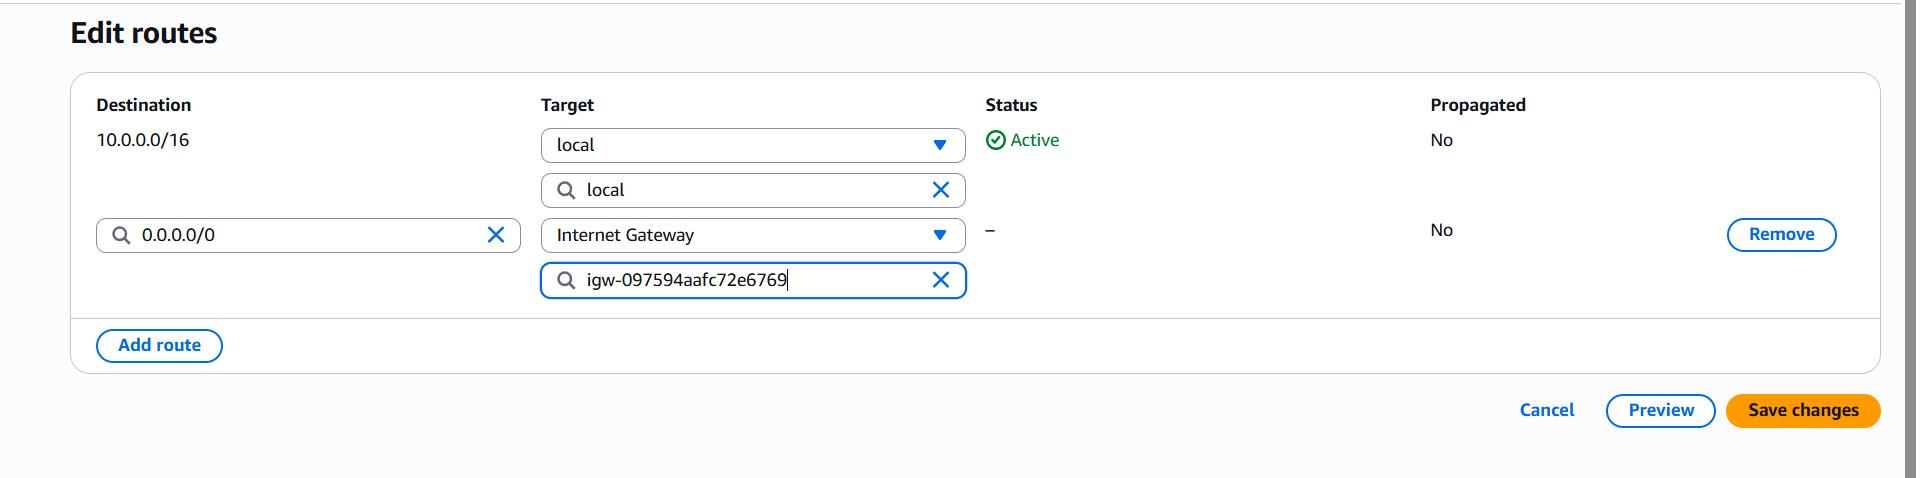 Edit routes
Destination Target Status Propagated
10.0.0.0/16 local Active No
local
0.0.0.0/0 Internet Gateway – No Remove
igw-097594aafc72e6769
Add route
Cancel Preview Save changes